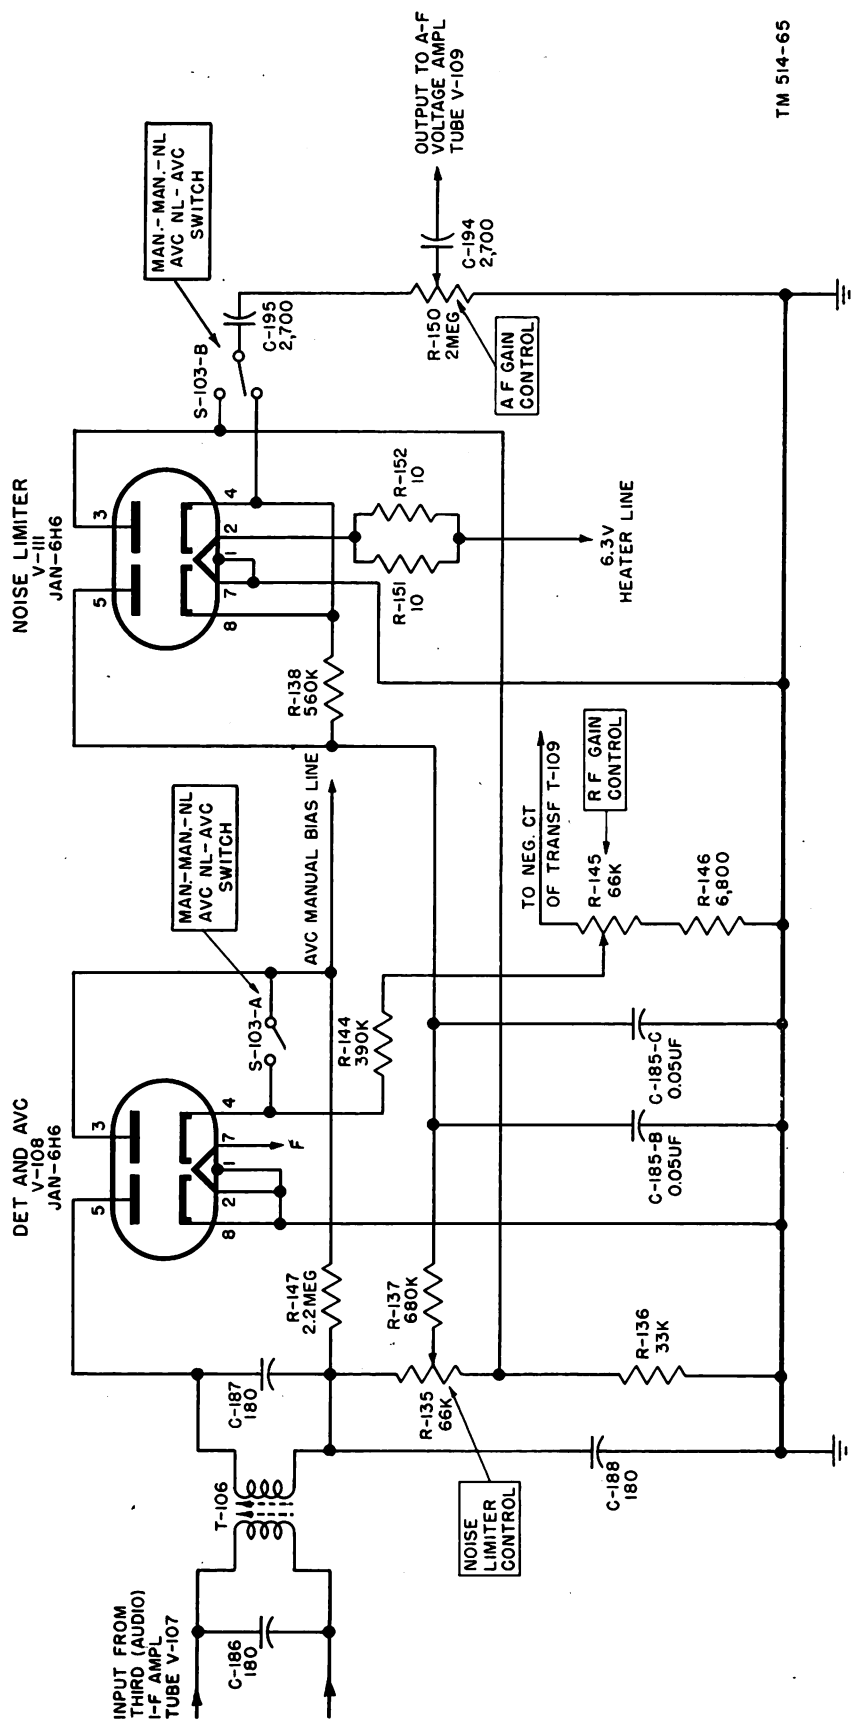 INPUT FROM
THIRD (AUDIO)
I-F AMPL
TUBE V-107
C-186
180
T-106
C-187
180
DET AND AVC
V-108
JAN-6H6
5
3
8
2
1
7
4
F
S-103-A
MAN.-MAN.-NL
AVC NL-AVC
SWITCH
R-147
2.2MEG
AVC MANUAL BIAS LINE
R-144
390K
NOISE
LIMITER
CONTROL
R-135
66K
R-137
680K
C-188
180
R-136
33K
C-185-B
0.05UF
C-185-C
0.05UF
TO NEG. CT
OF TRANSF T-109
R-145
66K
RF GAIN
CONTROL
R-146
6,800
NOISE LIMITER
V-111
JAN-6H6
5
3
8
7
1
2
4
R-138
560K
R-151
10
R-152
10
6.3V
HEATER LINE
S-103-B
MAN.-MAN.-NL
AVC NL-AVC
SWITCH
C-195
2,700
R-150
2MEG
AF GAIN
CONTROL
C-194
2,700
OUTPUT TO A-F
VOLTAGE AMPL
TUBE V-109
TM 514-65